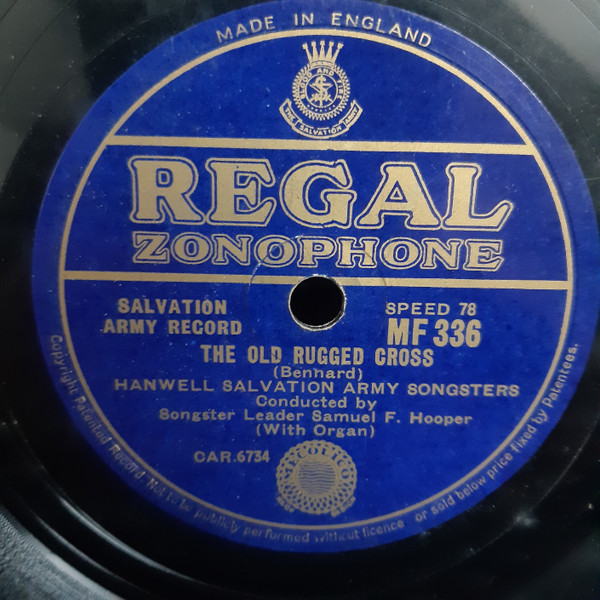 MADE IN ENGLAND
BLOOD AND FIRE
THE SALVATION ARMY
REGAL
ZONOPHONE
SALVATION
ARMY RECORD
SPEED 78
MF 336
THE OLD RUGGED CROSS
(Benhard)
HANWELL SALVATION ARMY SONGSTERS
Conducted by
Songster Leader Samuel F. Hooper
(With Organ)
CAR.6734
Copyright Patented Record. Not to be publicly performed without licence or sold below price fixed by Patentees.